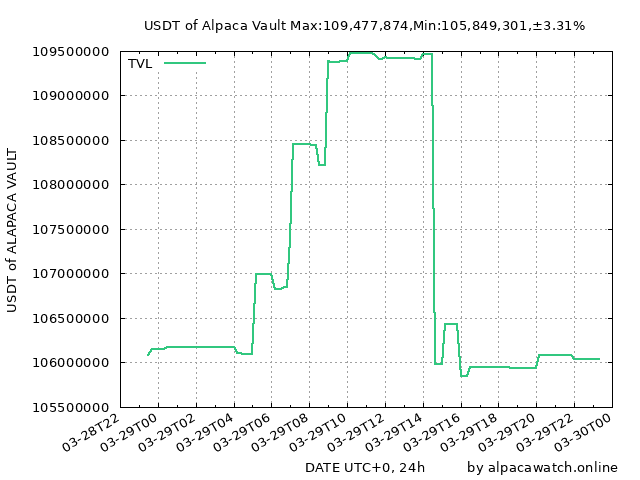 USDT of Alpaca Vault Max:109,477,874,Min:105,849,301,±3.31%
TVL
USDT of ALAPACA VAULT
109500000
109000000
108500000
108000000
107500000
107000000
106500000
106000000
105500000
03-28T22
03-29T00
03-29T02
03-29T04
03-29T06
03-29T08
03-29T10
03-29T12
03-29T14
03-29T16
03-29T18
03-29T20
03-29T22
03-30T00
DATE UTC+0, 24h
by alpacawatch.online